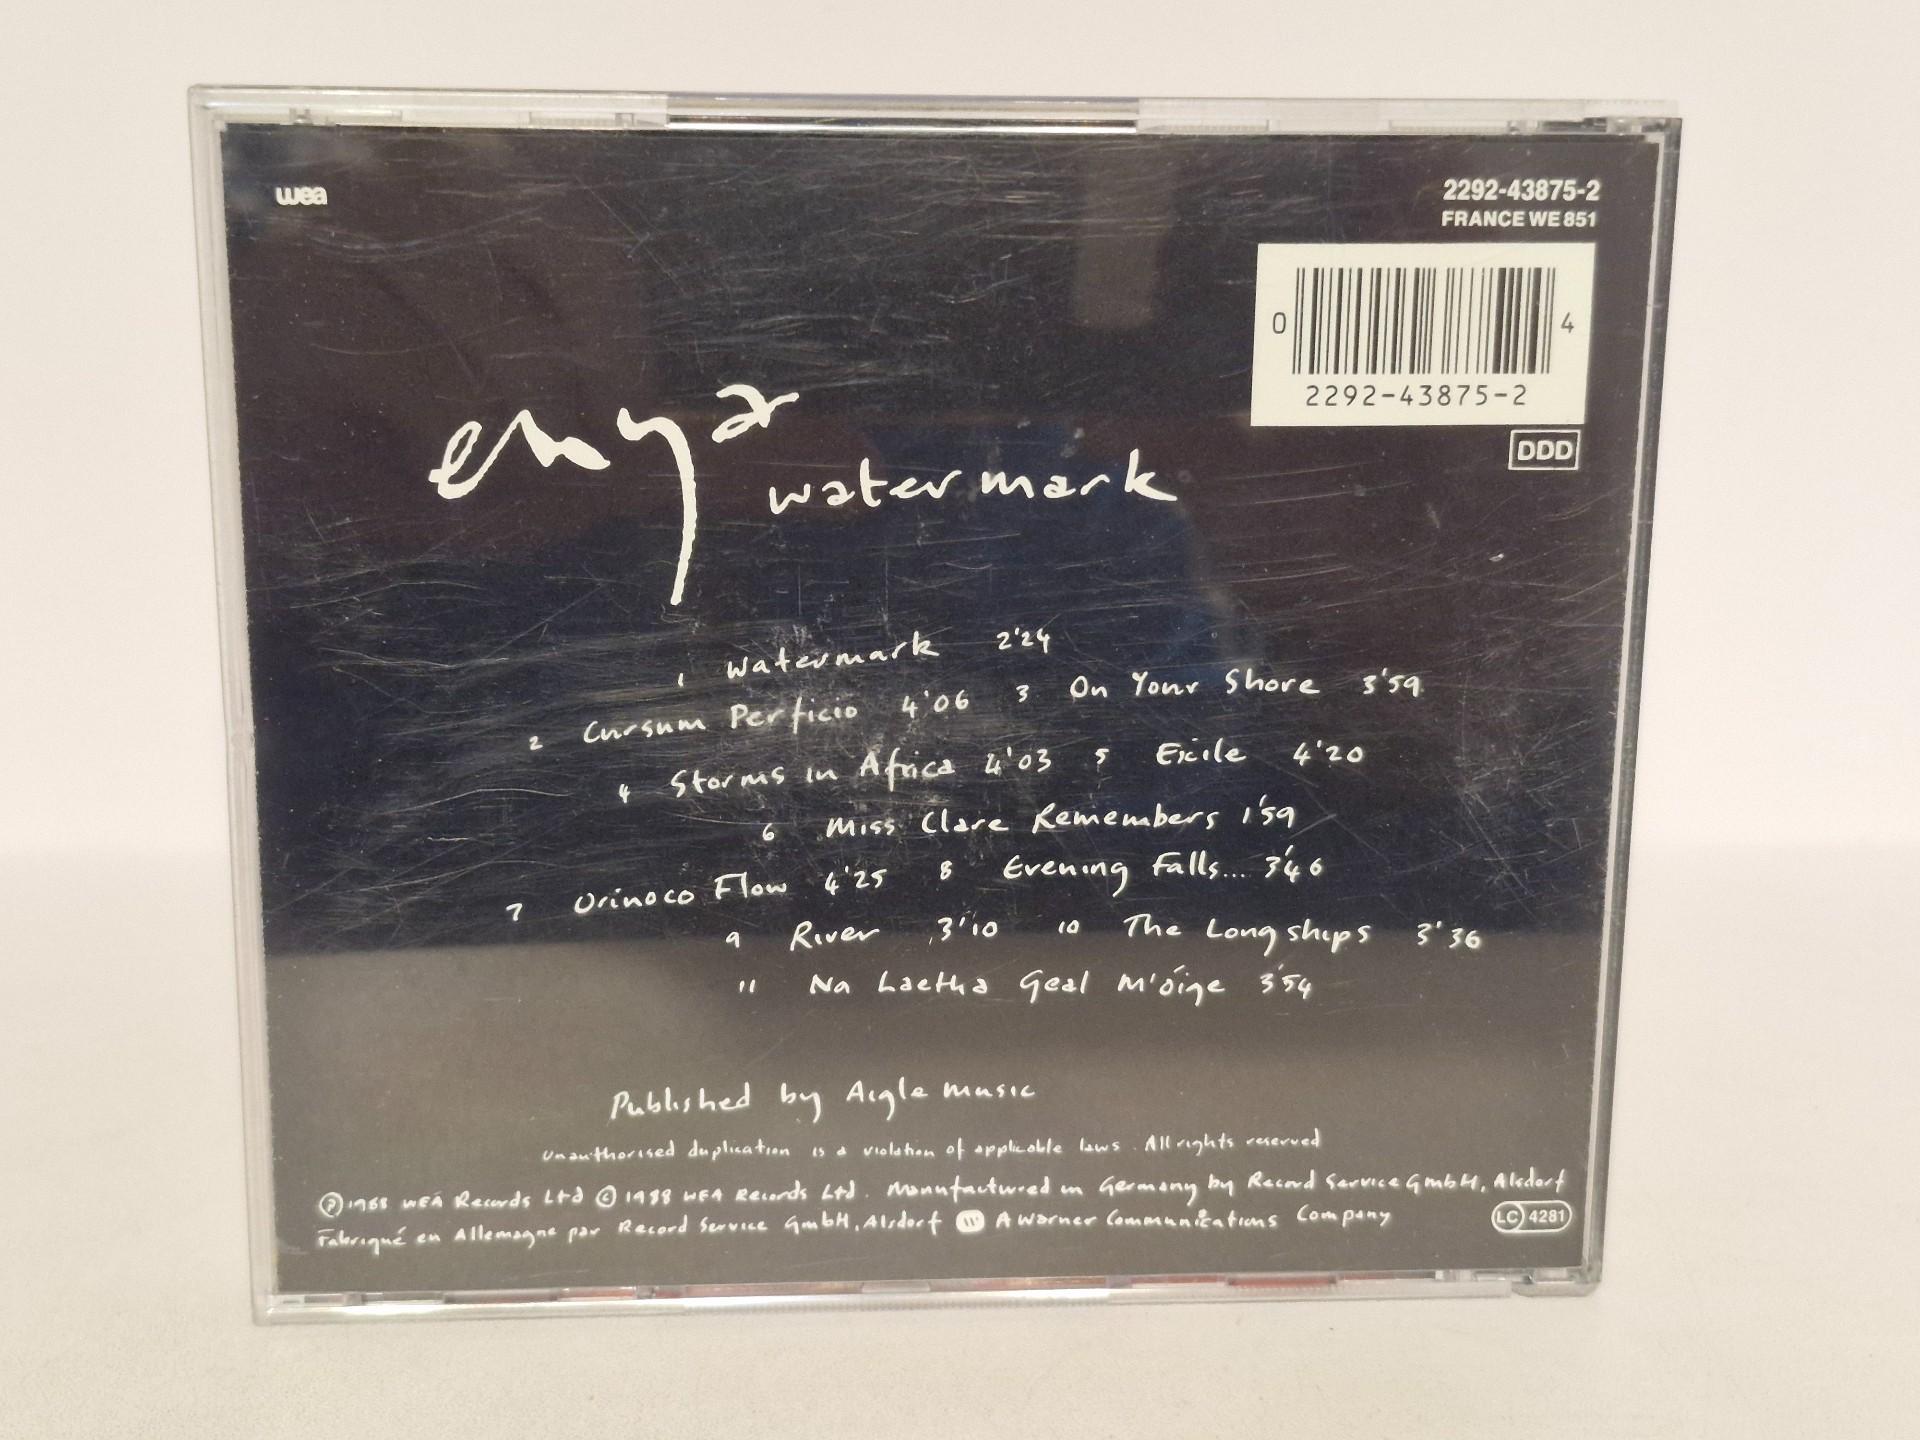 wea
2292-43875-2
FRANCE WE 851
0 4
2292-43875-2
DDD
enya
watermark
1 Watermark 2'24
2 Cursum Perficio 4'06 3 On Your Shore 3'59
4 Storms in Africa 4'03 5 Exile 4'20
6 Miss Clare Remembers 1'59
7 Orinoco Flow 4'25 8 Evening Falls... 3'46
9 River 3'10 10 The Longships 3'36
11 Na Laetha Geal M'óige 3'54
Published by Aigle Music
Unauthorised duplication is a violation of applicable laws. All rights reserved
℗ 1988 WEA Records Ltd © 1988 WEA Records Ltd. Manufactured in Germany by Record Service GmbH, Alsdorf
Fabriqué en Allemagne par Record Service GmbH, Alsdorf W A Warner Communications Company
LC 4281